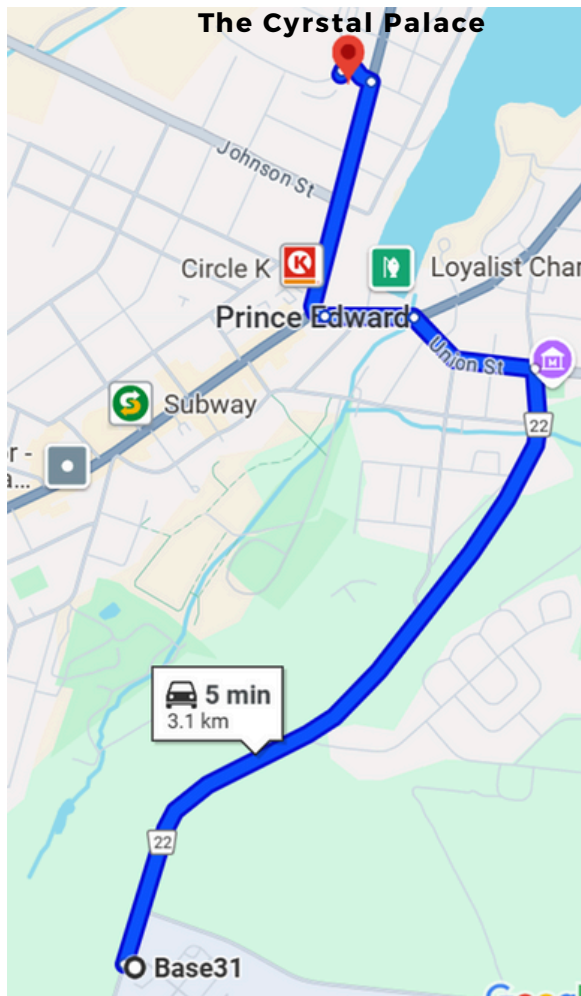 The Cyrstal Palace
Johnson St
Circle K
K
Loyalist Char
Prince Edward
Union St
M
Subway
S
22
r -
a...
5 min
3.1 km
22
Base31